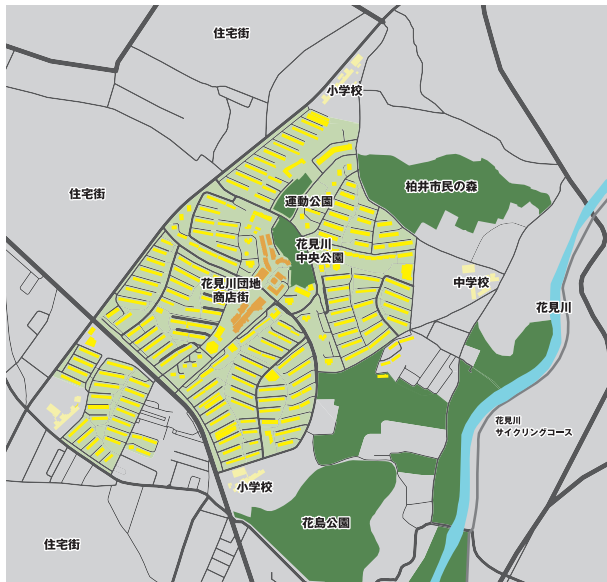 住宅街
小学校
柏井市民の森
住宅街
運動公園
花見川
中央公園
花見川団地
商店街
中学校
花見川
花見川
サイクリングコース
小学校
花島公園
住宅街